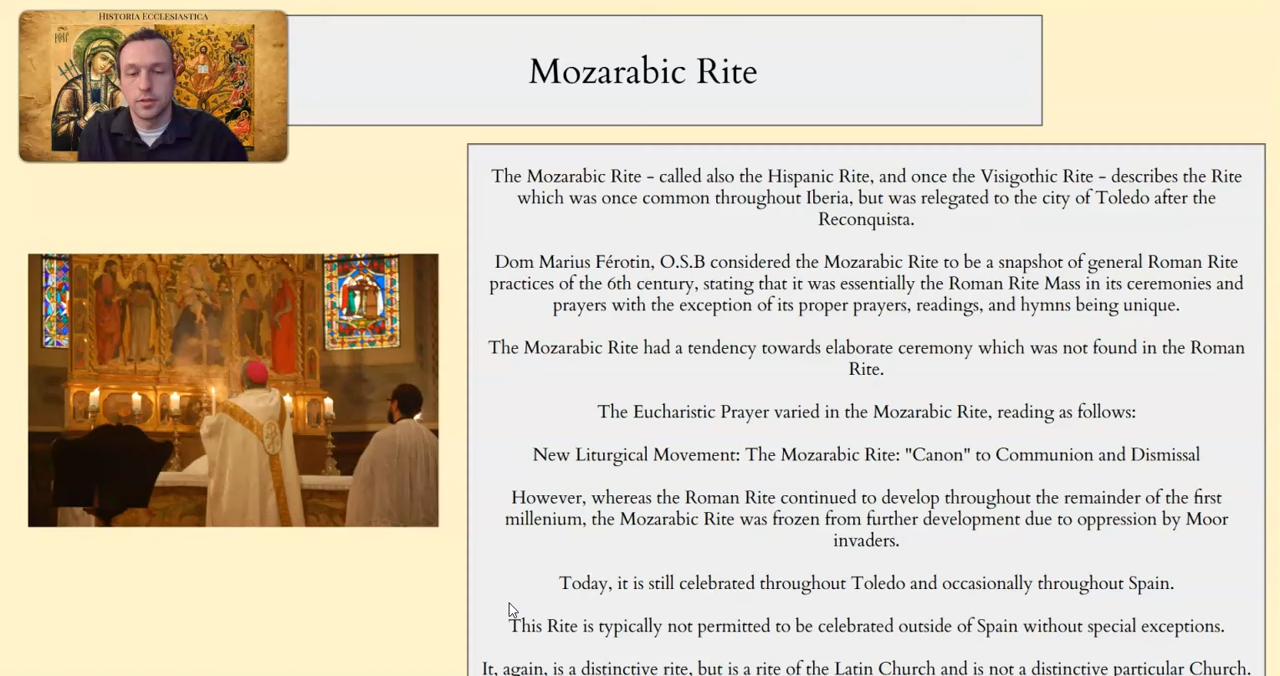 HISTORIA ECCLESIASTICA
Mozarabic Rite
The Mozarabic Rite - called also the Hispanic Rite, and once the Visigothic Rite - describes the Rite
which was once common throughout Iberia, but was relegated to the city of Toledo after the
Reconquista.
Dom Marius Férotin, O.S.B considered the Mozarabic Rite to be a snapshot of general Roman Rite
practices of the 6th century, stating that it was essentially the Roman Rite Mass in its ceremonies and
prayers with the exception of its proper prayers, readings, and hymns being unique.
The Mozarabic Rite had a tendency towards elaborate ceremony which was not found in the Roman
Rite.
The Eucharistic Prayer varied in the Mozarabic Rite, reading as follows:
New Liturgical Movement: The Mozarabic Rite: "Canon" to Communion and Dismissal
However, whereas the Roman Rite continued to develop throughout the remainder of the first
millenium, the Mozarabic Rite was frozen from further development due to oppression by Moor
invaders.
Today, it is still celebrated throughout Toledo and occasionally throughout Spain.
This Rite is typically not permitted to be celebrated outside of Spain without special exceptions.
It, again, is a distinctive rite, but is a rite of the Latin Church and is not a distinctive particular Church.